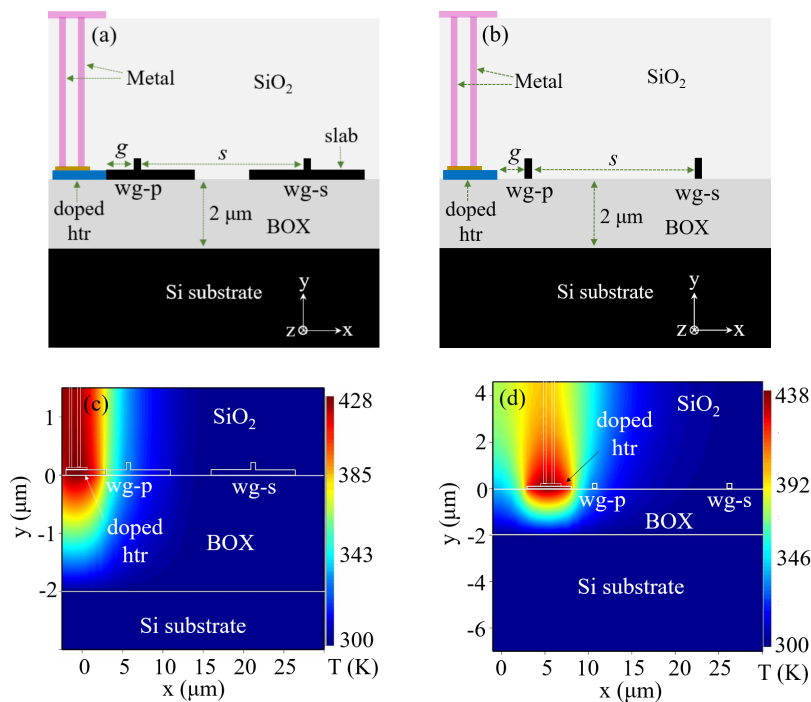 (a)
Metal
SiO2
g
s
slab
wg-p
wg-s
doped
htr
2 μm
BOX
Si substrate
y
z
x
(b)
Metal
SiO2
g
s
wg-p
wg-s
doped
htr
2 μm
BOX
Si substrate
y
z
x
(c)
SiO2
wg-p
wg-s
doped
htr
BOX
Si substrate
y (μm)
1
0
-1
-2
0 5 10 15 20 25
x (μm)
428
385
343
300
T (K)
(d)
SiO2
doped
htr
wg-p
wg-s
BOX
Si substrate
y (μm)
4
2
0
-2
-4
-6
0 5 10 15 20 25
x (μm)
438
392
346
300
T (K)